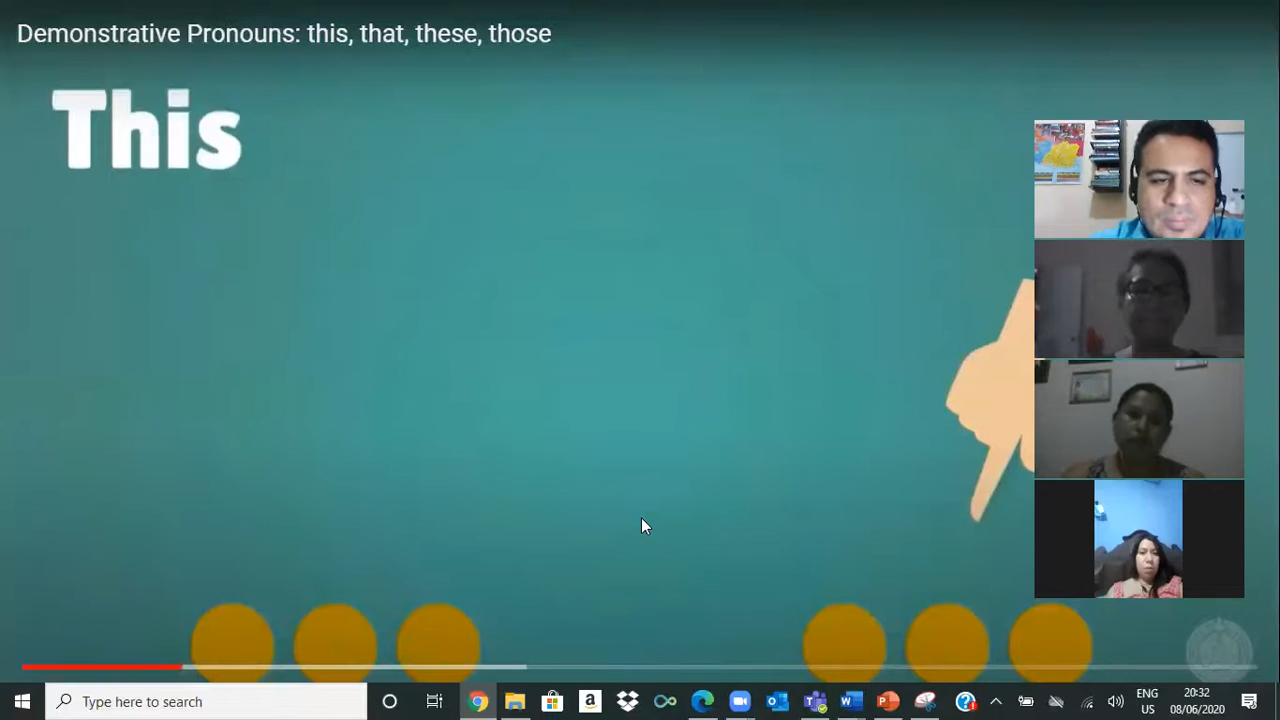 Demonstrative Pronouns: this, that, these, those
This
Type here to search
ENG
US
20:32
08/06/2020